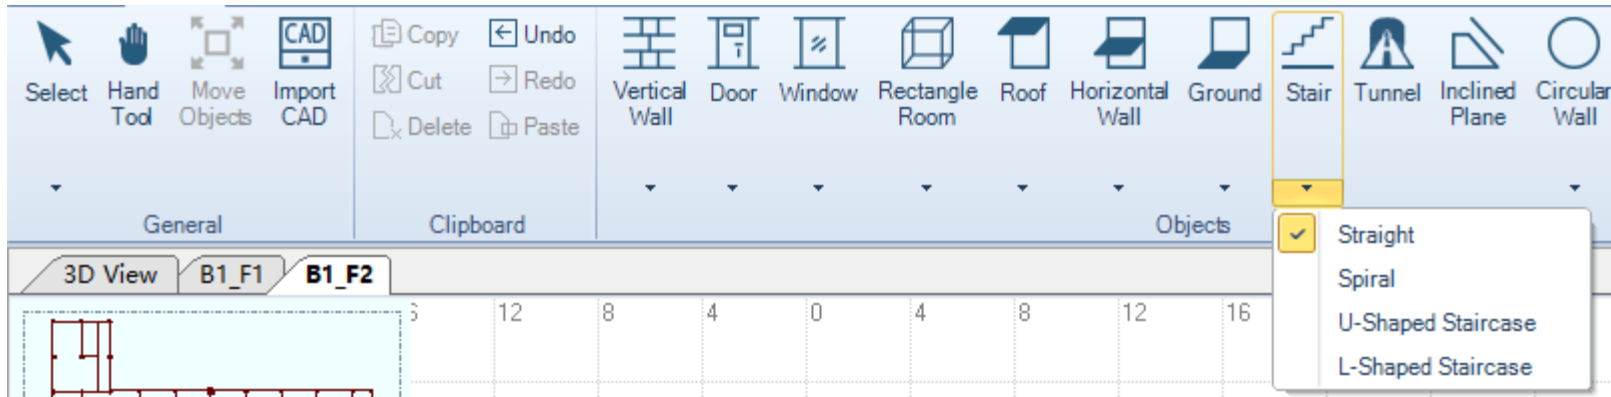 Select
Hand
Tool
Move
Objects
Import
CAD
CAD
Copy
Cut
Delete
Undo
Redo
Paste
Vertical
Wall
Door
Window
Rectangle
Room
Roof
Horizontal
Wall
Ground
Stair
Tunnel
Inclined
Plane
Circular
Wall
General
Clipboard
Objects
Straight
Spiral
U-Shaped Staircase
L-Shaped Staircase
3D View
B1_F1
B1_F2
12
8
4
0
4
8
12
16